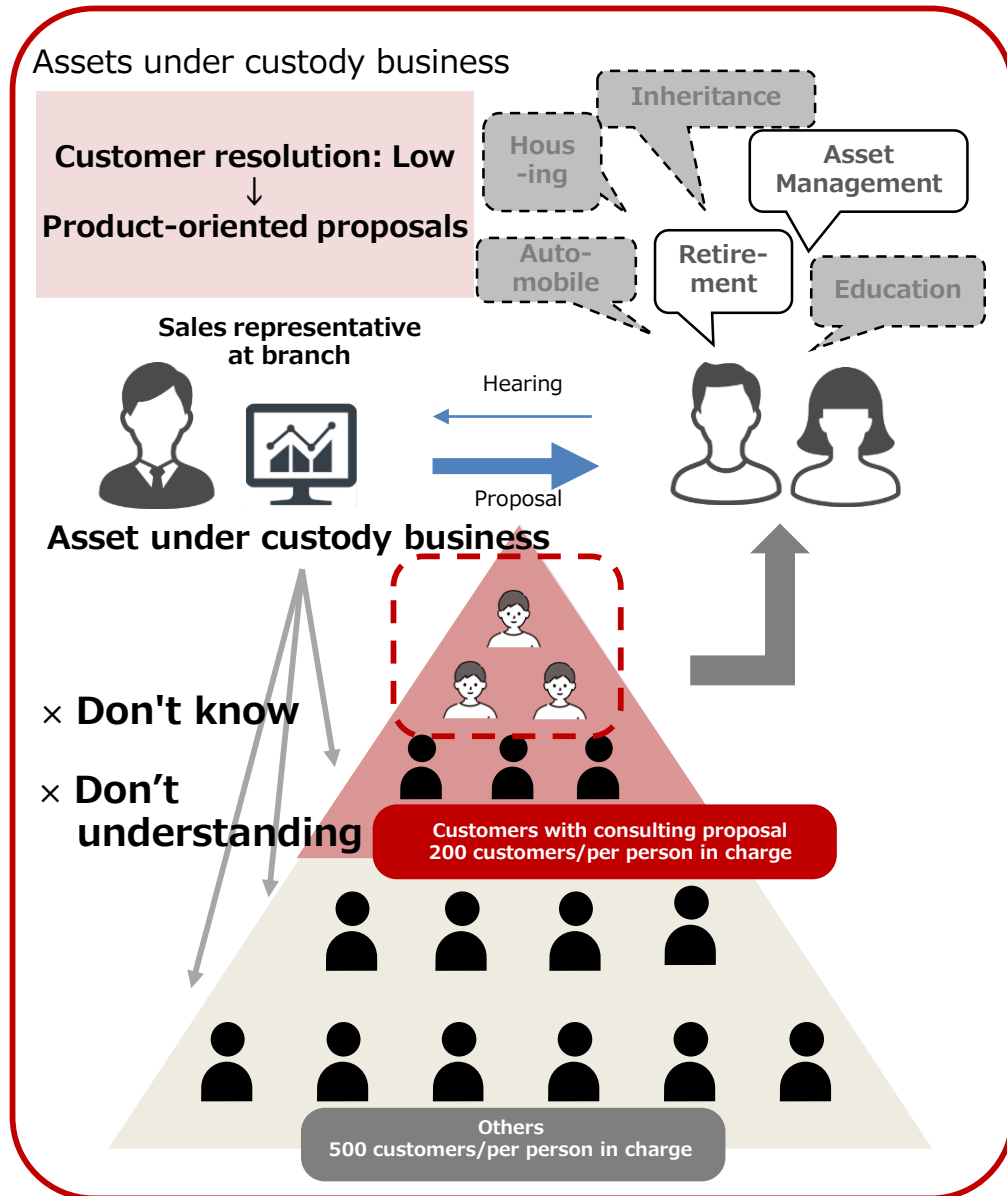 Assets under custody business
Customer resolution: Low
↓
Product-oriented proposals
Inheritance
Hous
-ing
Asset
Management
Auto-
mobile
Retire-
ment
Education
Sales representative
at branch
Hearing
Proposal
Asset under custody business
× Don't know
× Don’t
understanding
Customers with consulting proposal
200 customers/per person in charge
Others
500 customers/per person in charge